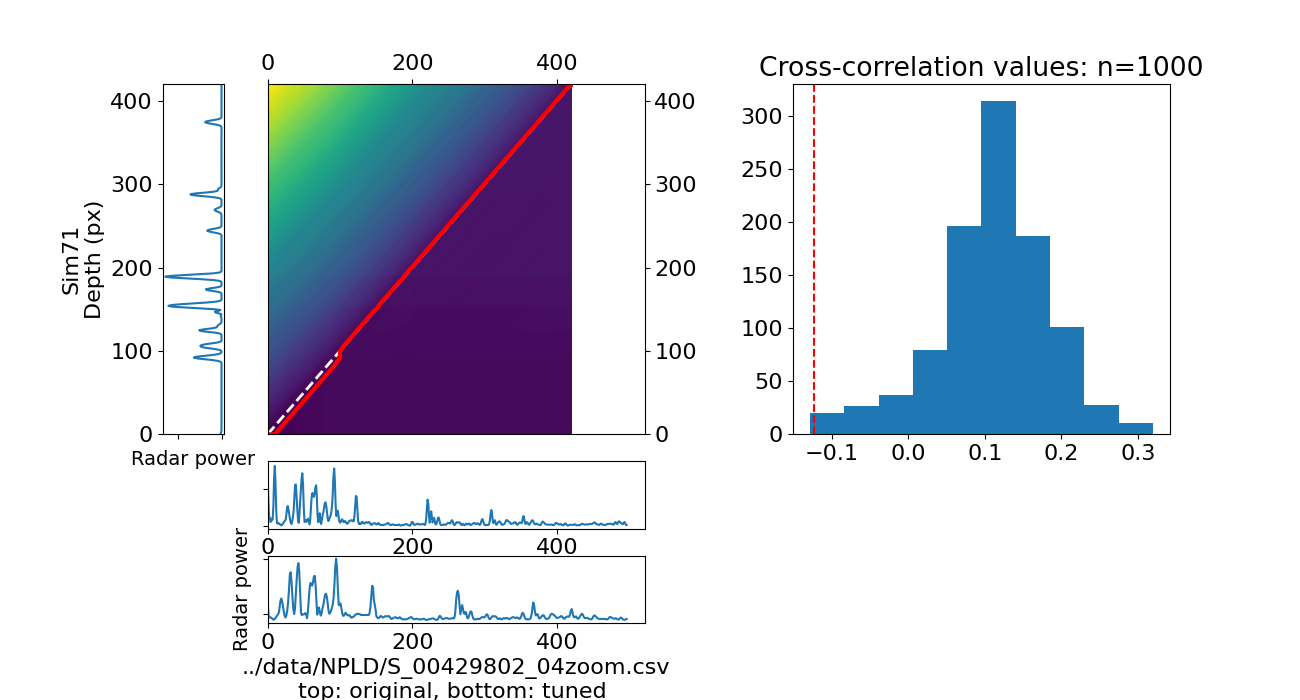 0 200 400
Cross-correlation values: n=1000
400
300
200
100
0
Sim71
Depth (px)
Radar power
400
300
200
100
0
300
250
200
150
100
50
0
−0.1 0.0 0.1 0.2 0.3
0 200 400
Radar power
0 200 400
../data/NPLD/S_00429802_04zoom.csv
top: original, bottom: tuned